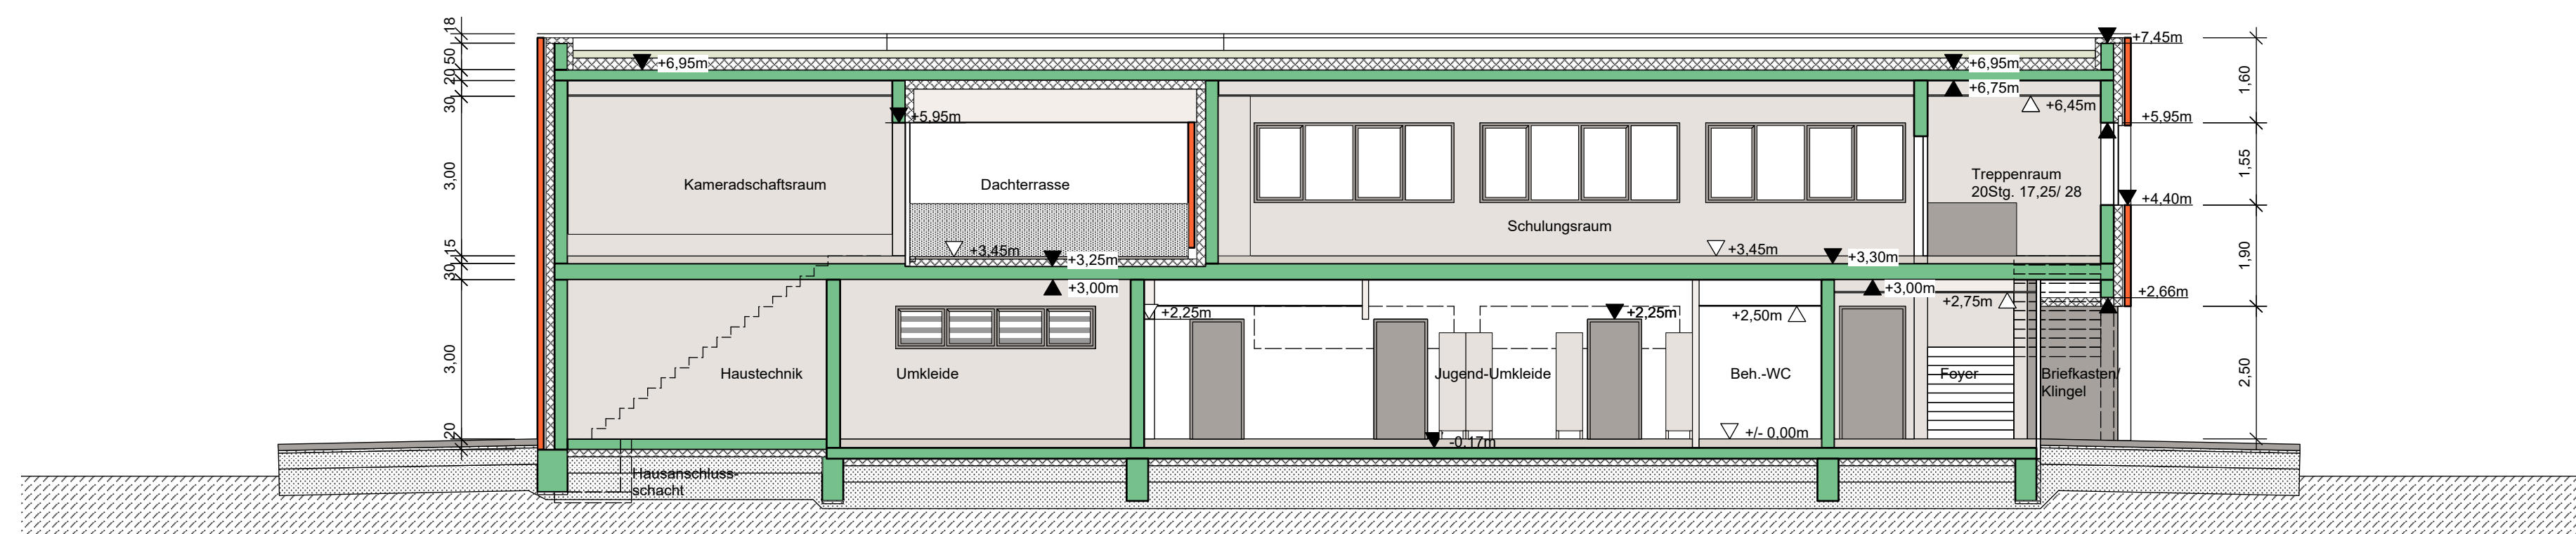 18
50
20
30
3,00
15
30
3,00
20
+6,95m
+5,95m
Kameradschaftsraum
Dachterrasse
+3,45m
+3,25m
+3,00m
Schulungsraum
+3,45m
+3,30m
+3,00m
+6,95m
+6,75m
+6,45m
Treppenraum
20Stg. 17,25/ 28
+7,45m
+5,95m
+4,40m
+2,66m
1,60
1,55
1,90
2,50
+2,25m
+2,25m
+2,50m
+2,75m
Haustechnik
Umkleide
Jugend-Umkleide
Beh.-WC
Foyer
Briefkasten/
Klingel
+/- 0,00m
-0,17m
Hausanschluss-
schacht